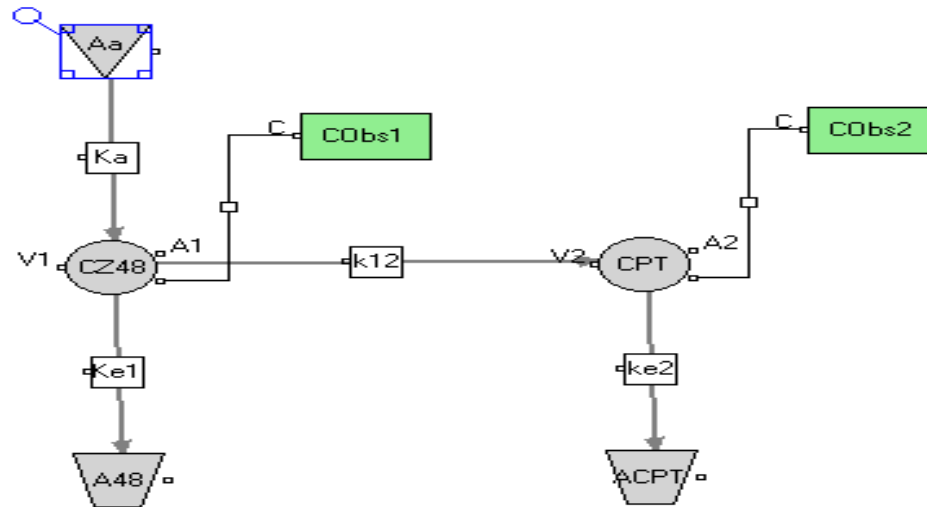 Aa
C
CObs1
C
CObs2
Ka
V1
CZ48
A1
k12
V2
CPT
A2
Ke1
ke2
A48
ACPT